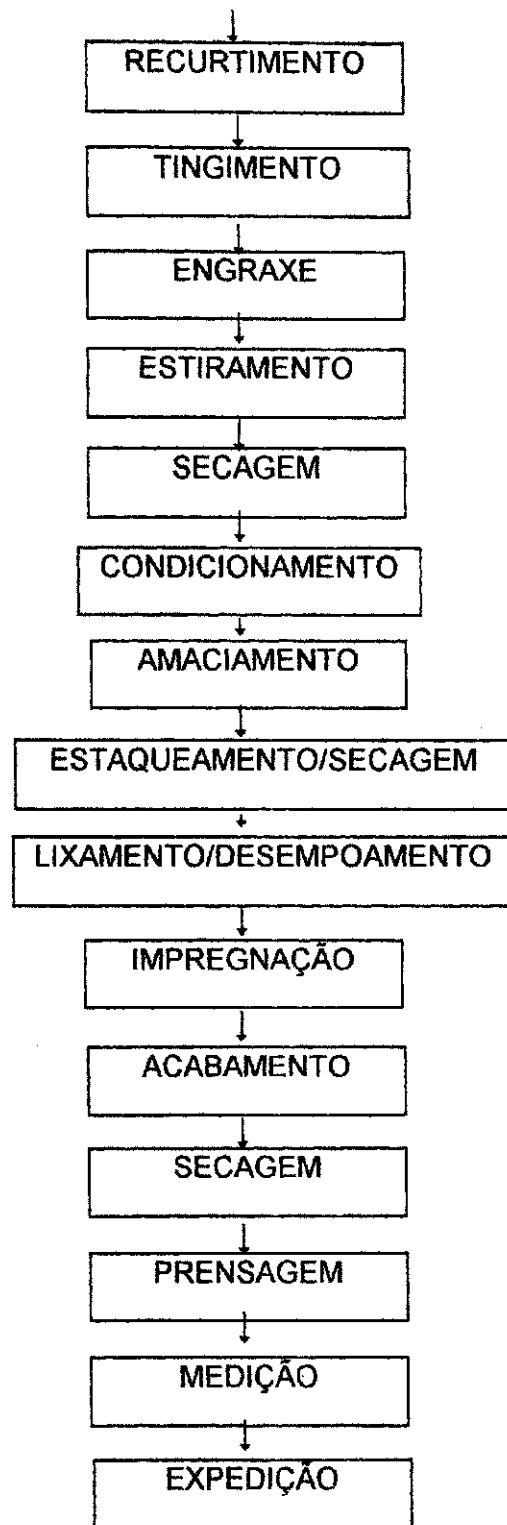 RECURTIMENTO
TINGIMENTO
ENGRAXE
ESTIRAMENTO
SECAGEM
CONDICIONAMENTO
AMACIAMENTO
ESTAQUEAMENTO/SECAGEM
LIXAMENTO/DESEMPOAMENTO
IMPREGNAÇÃO
ACABAMENTO
SECAGEM
PRENSAGEM
MEDIÇÃO
EXPEDIÇÃO